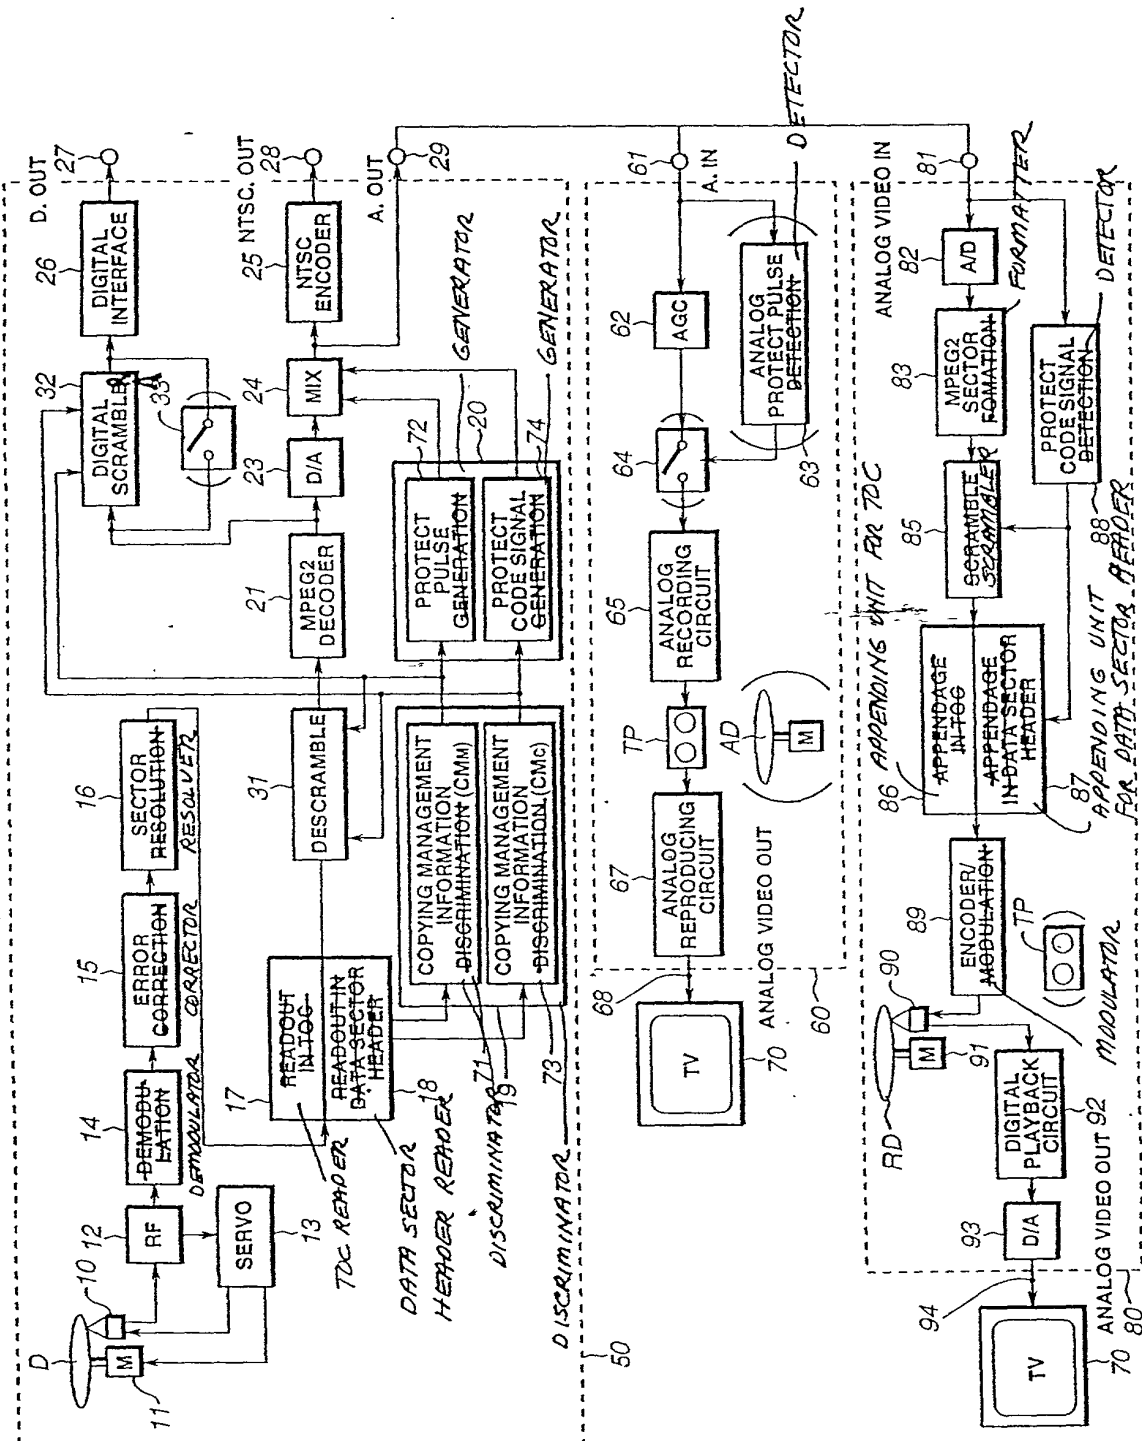 D
10
11
M
12
RF
13
SERVO
14
DEMODU-
LATION
DEMODULATOR
15
ERROR
CORRECTION
CORRECTOR
16
SECTOR
RESOLUTION
RESOLVER
17
READOUT
IN TOC
READOUT IN
DATA SECTOR
HEADER
18
TOC READER
DATA SECTOR
HEADER READER
31
DESCRAMBLE
COPYING MANAGEMENT
INFORMATION
DISCRIMINATION (CMM)
COPYING MANAGEMENT
INFORMATION
DISCRIMINATION (CMC)
71
19
73
DISCRIMINATOR
DISCRIMINATOR
21
MPEG2
DECODER
72
PROTECT
PULSE
GENERATION
PROTECT
CODE SIGNAL
GENERATION
20
74
GENERATOR
GENERATOR
23
D/A
24
MIX
25
NTSC
ENCODER
32
DIGITAL
SCRAMBLER
33
26
DIGITAL
INTERFACE
D. OUT
27
NTSC. OUT
28
A. OUT
29
50
61
A. IN
62
AGC
ANALOG
PROTECT PULSE
DETECTION
63
DETECTOR
64
65
ANALOG
RECORDING
CIRCUIT
TP
AD
M
67
ANALOG
REPRODUCING
CIRCUIT
68
ANALOG VIDEO OUT
60
TV
70
ANALOG VIDEO IN
81
82
A/D
83
MPEG2
SECTOR
FOMATION
FORMATTER
PROTECT
CODE SIGNAL
DETECTION
88
DETECTOR
85
SCRAMBLE
SCRAMBLER
86
APPENDAGE
IN TOC
APPENDAGE
IN DATA SECTOR
HEADER
87
APPENDING UNIT FOR TOC
APPENDING UNIT
FOR DATA SECTOR HEADER
89
ENCODER/
MODULATION
MODULATOR
TP
90
RD
M
91
DIGITAL
PLAYBACK
CIRCUIT
92
93
D/A
94
ANALOG VIDEO OUT
80
TV
70